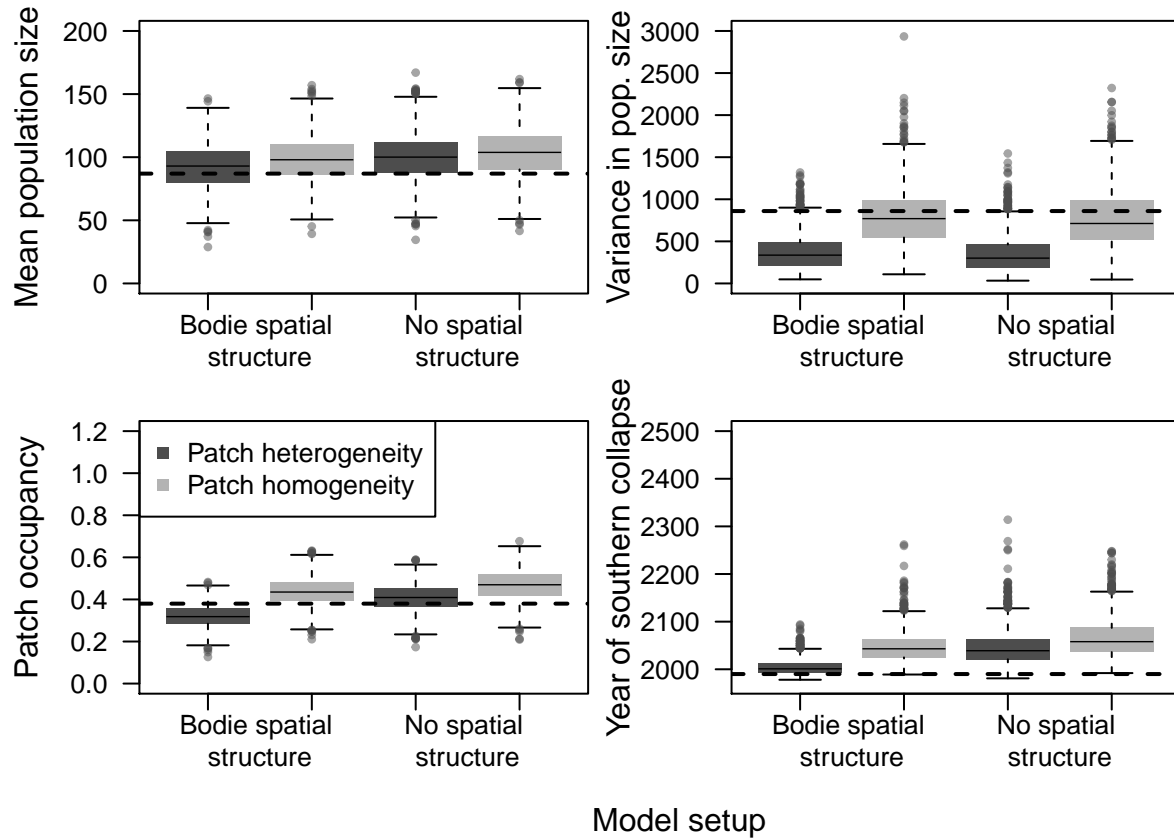 Mean population size
200
150
100
50
0
Bodie spatial structure
No spatial structure
Variance in pop. size
3000
2500
2000
1500
1000
500
0
Bodie spatial structure
No spatial structure
Patch occupancy
1.2
1.0
0.8
0.6
0.4
0.2
0.0
Patch heterogeneity
Patch homogeneity
Bodie spatial structure
No spatial structure
Year of southern collapse
2500
2300
2200
2100
2050
2000
Bodie spatial structure
No spatial structure
Model setup